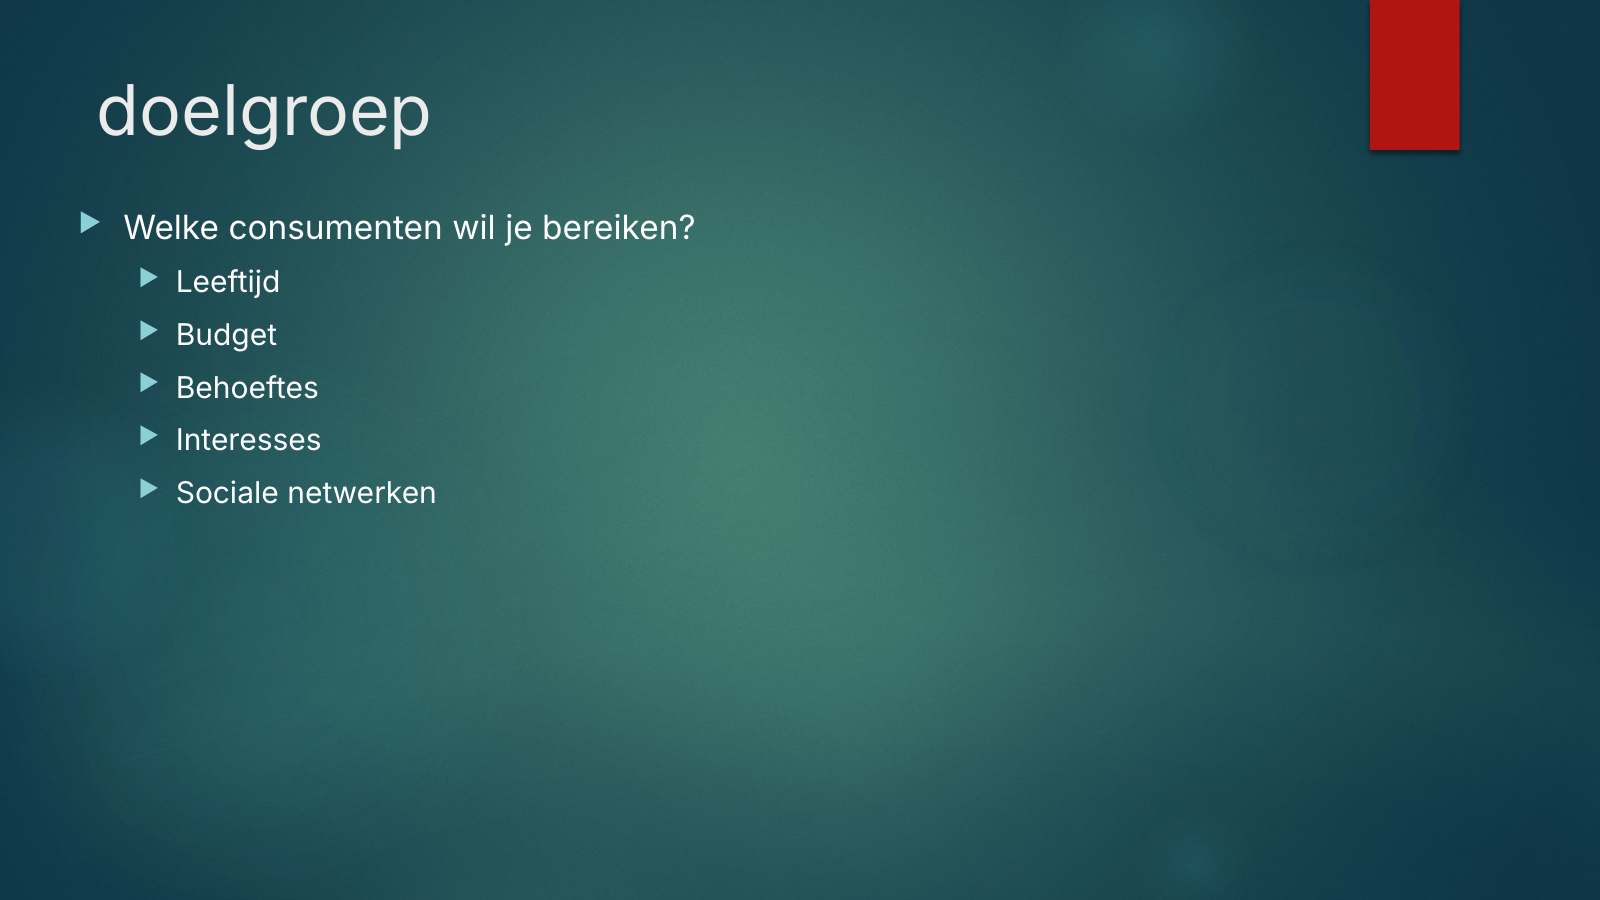 doelgroep
Welke consumenten wil je bereiken?
Leeftijd
Budget
Behoeftes
Interesses
Sociale netwerken